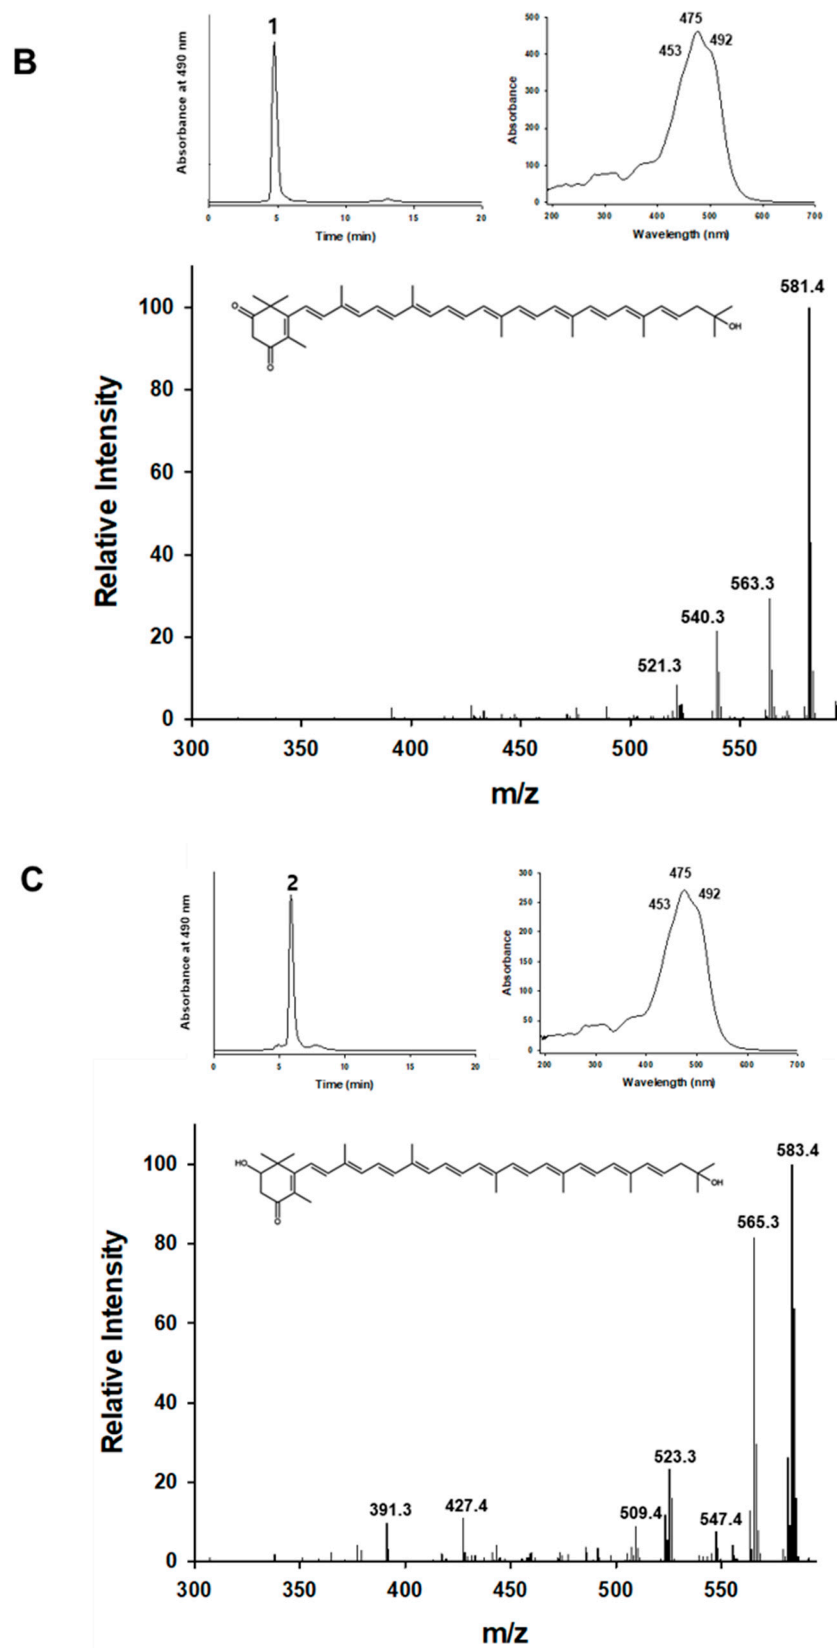 B
1
Absorbance at 490 nm
0 5 10 15 20
Time (min)
475
453 492
Absorbance
500
400
300
200
100
0
200 300 400 500 600 700
Wavelength (nm)
O
O
OH
581.4
563.3
540.3
521.3
Relative Intensity
100
80
60
40
20
0
300 350 400 450 500 550
m/z
C
2
Absorbance at 490 nm
0 5 10 15 20
Time (min)
475
453 492
Absorbance
300
250
200
150
100
50
0
200 300 400 500 600 700
Wavelength (nm)
HO
O
OH
583.4
565.3
523.3
509.4
547.4
427.4
391.3
Relative Intensity
100
80
60
40
20
0
300 350 400 450 500 550
m/z